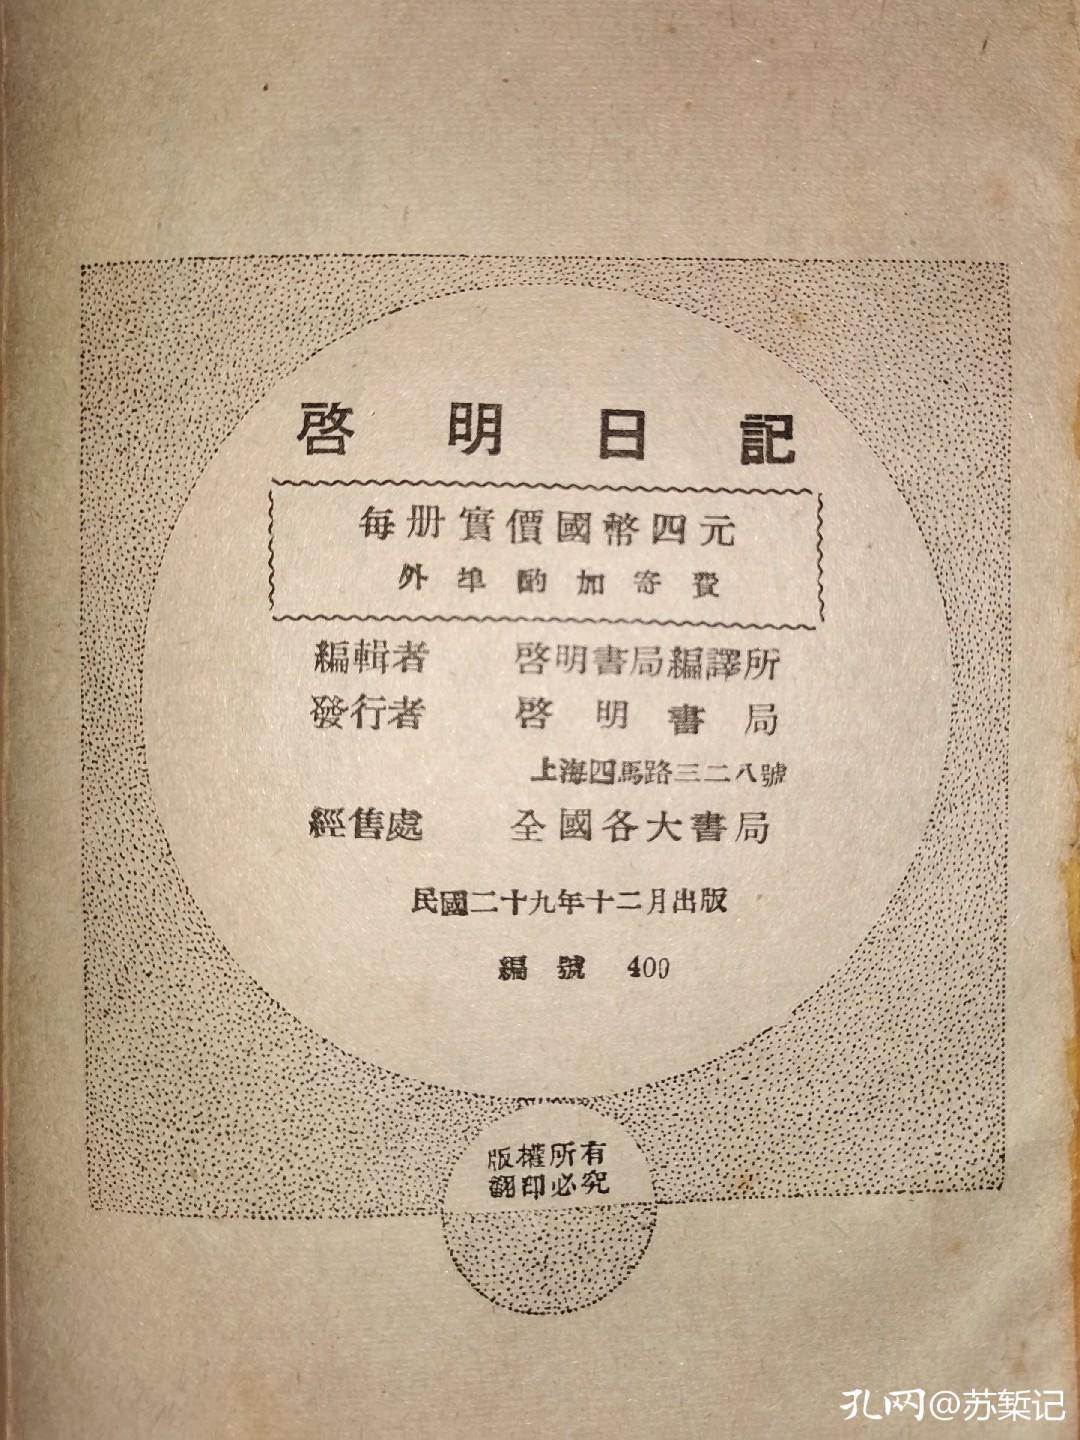 啓明日記
每册實價國幣四元
外埠酌加寄費
編輯者 啓明書局編譯所
發行者 啓明書局
上海四馬路三二八號
經售處 全國各大書局
民國二十九年十二月出版
編號 400
版權所有
翻印必究
孔网@苏椠记